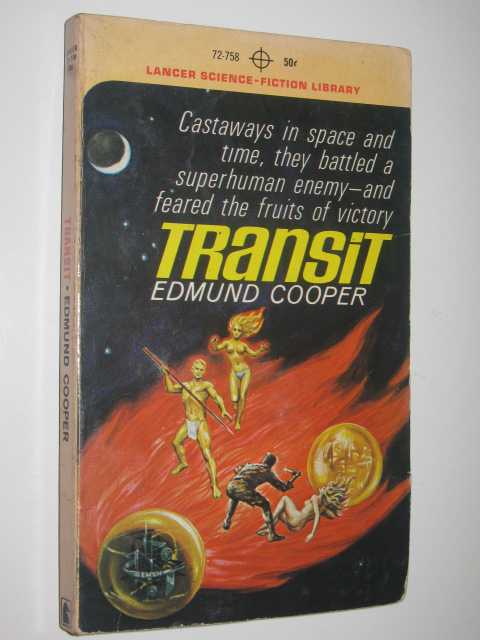 72-758 50¢
LANCER SCIENCE-FICTION LIBRARY
Castaways in space and
time, they battled a
superhuman enemy—and
feared the fruits of victory
TRANSIT
EDMUND COOPER
TRANSIT • EDMUND COOPER